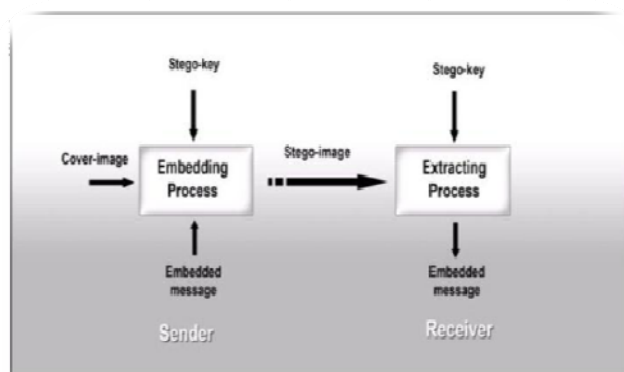 Stego-key
Stego-key
Cover-image
Embedding
Process
Stego-image
Extracting
Process
Embedded
message
Embedded
message
Sender
Receiver